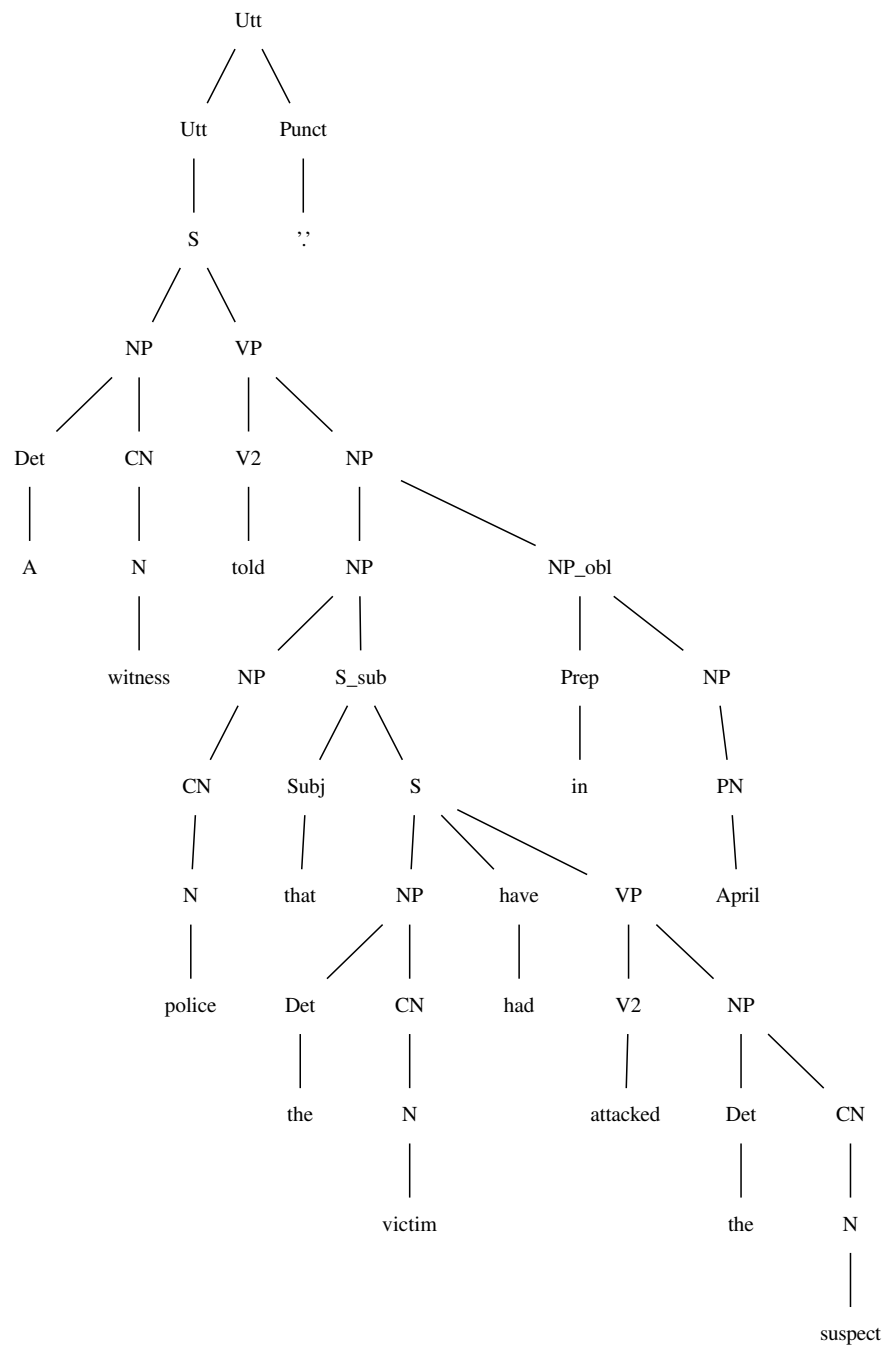 Utt
Utt Punct
S '.'
NP VP
Det CN V2 NP
A N told NP NP_obl
witness NP S_sub Prep NP
CN Subj S in PN
N that NP have VP April
police Det CN had V2 NP
the N attacked Det CN
victim the N
suspect